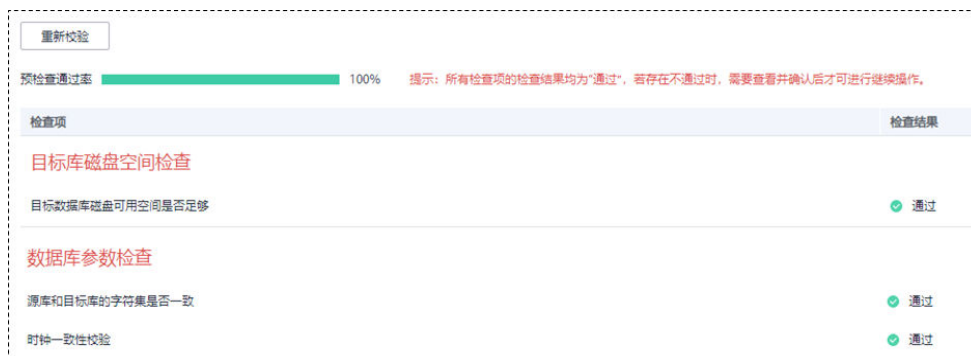 重新校验
预检查通过率 100% 提示：所有检查项的检查结果均为"通过"，若存在不通过时，需要查看并确认后才可进行继续操作。
检查项 检查结果
目标库磁盘空间检查
目标数据库磁盘可用空间是否足够 通过
数据库参数检查
源库和目标库的字符集是否一致 通过
时钟一致性校验 通过